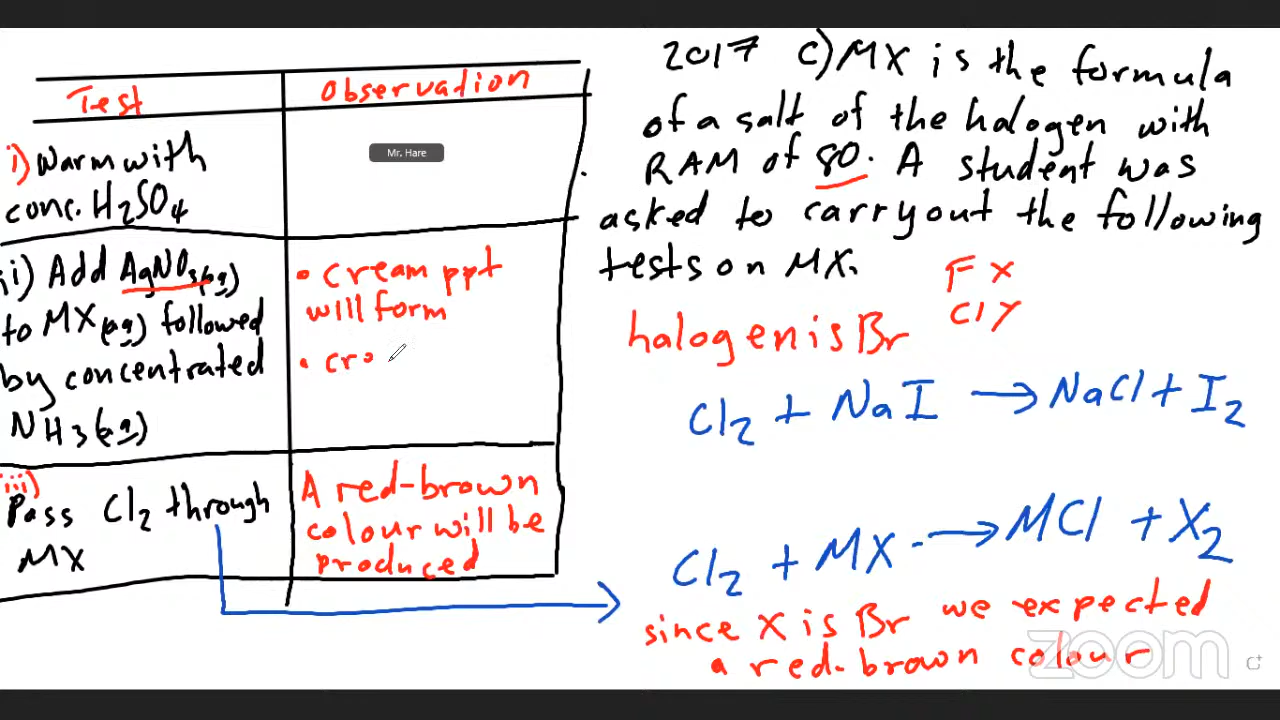 Test
Observation
i) Warm with
conc. H2SO4
Mr. Hare
ii) Add AgNO3(aq)
to MX(aq) followed
by concentrated
NH3(aq)
• cream ppt
will form
• cro
iii)
Pass Cl2 through
MX
A red-brown
colour will be
produced
2017 c) MX is the formula
of a salt of the halogen with
RAM of 80. A student was
asked to carryout the following
tests on MX.
F X
Cl Y
halogen is Br
Cl2 + NaI → NaCl + I2
Cl2 + MX → MCl + X2
since X is Br we expected
a red-brown colour
zoom